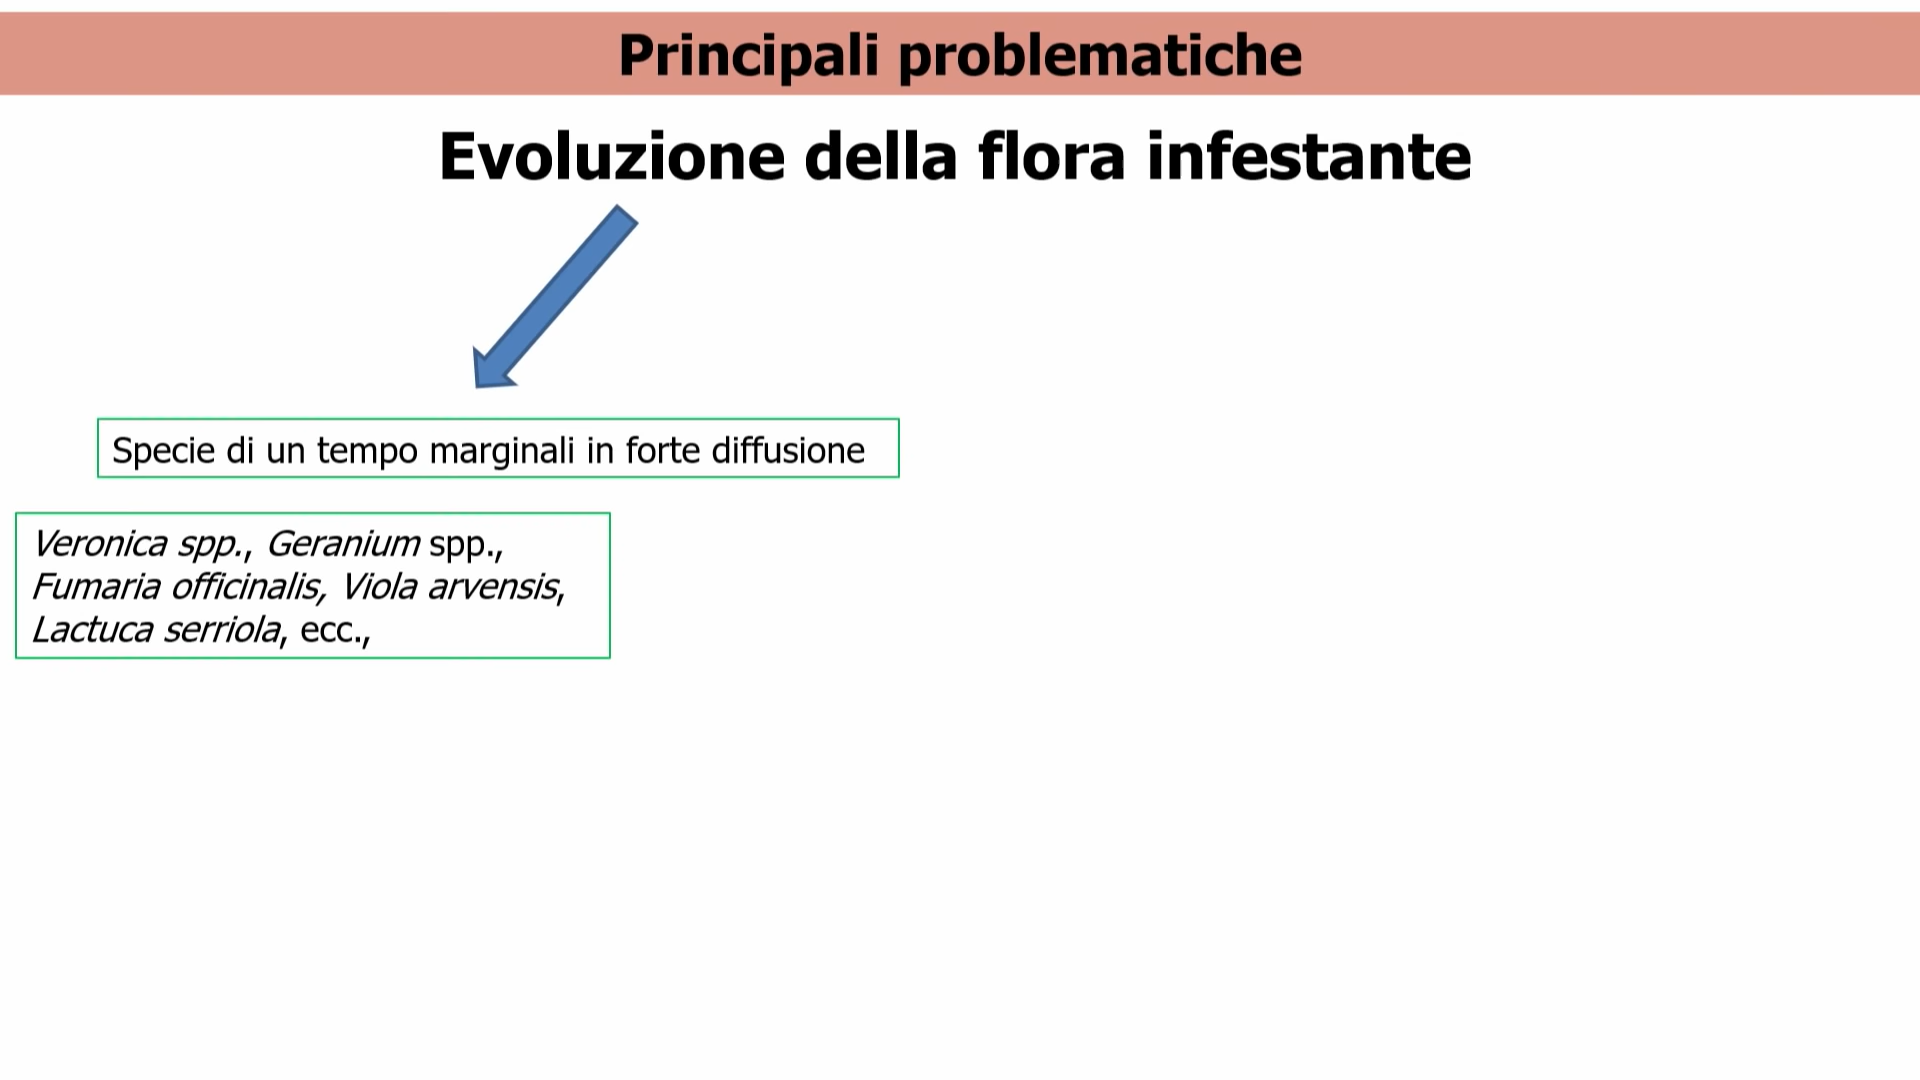 Principali problematiche
Evoluzione della flora infestante
Specie di un tempo marginali in forte diffusione
Veronica spp., Geranium spp.,
Fumaria officinalis, Viola arvensis,
Lactuca serriola, ecc.,